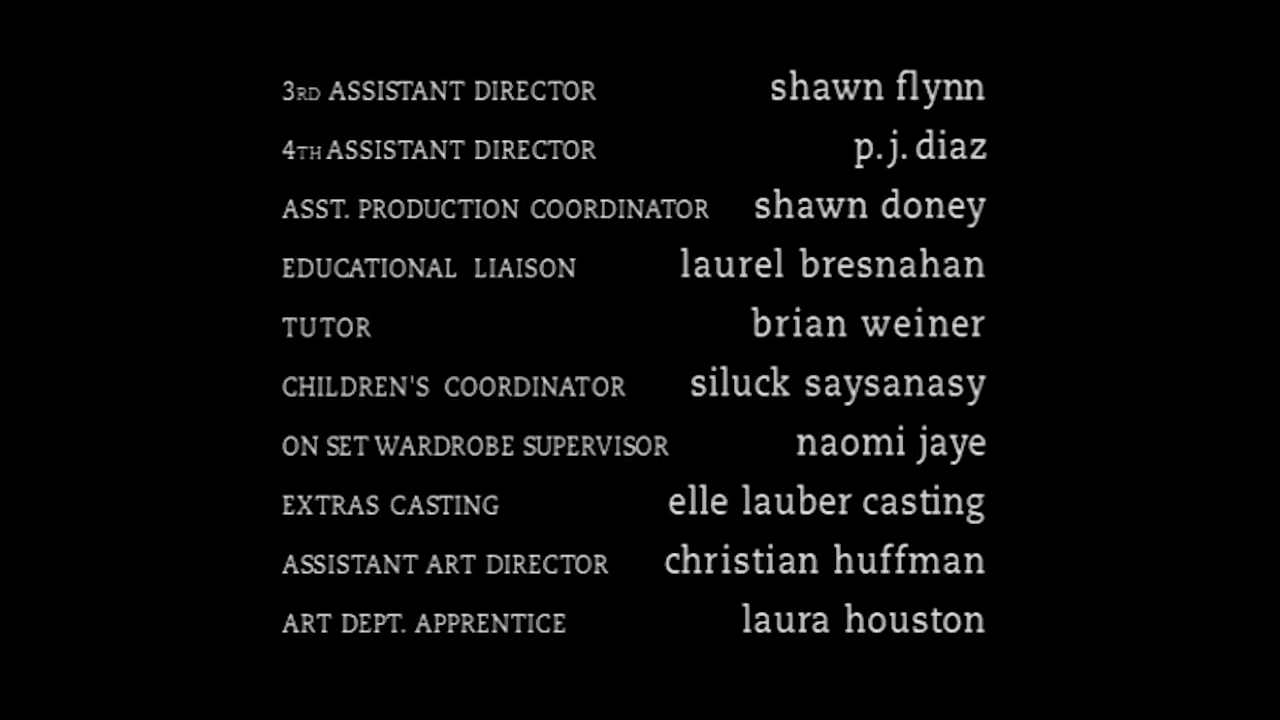 3RD ASSISTANT DIRECTOR shawn flynn
4TH ASSISTANT DIRECTOR p.j. diaz
ASST. PRODUCTION COORDINATOR shawn doney
EDUCATIONAL LIAISON laurel bresnahan
TUTOR brian weiner
CHILDREN'S COORDINATOR siluck saysanasy
ON SET WARDROBE SUPERVISOR naomi jaye
EXTRAS CASTING elle lauber casting
ASSISTANT ART DIRECTOR christian huffman
ART DEPT. APPRENTICE laura houston